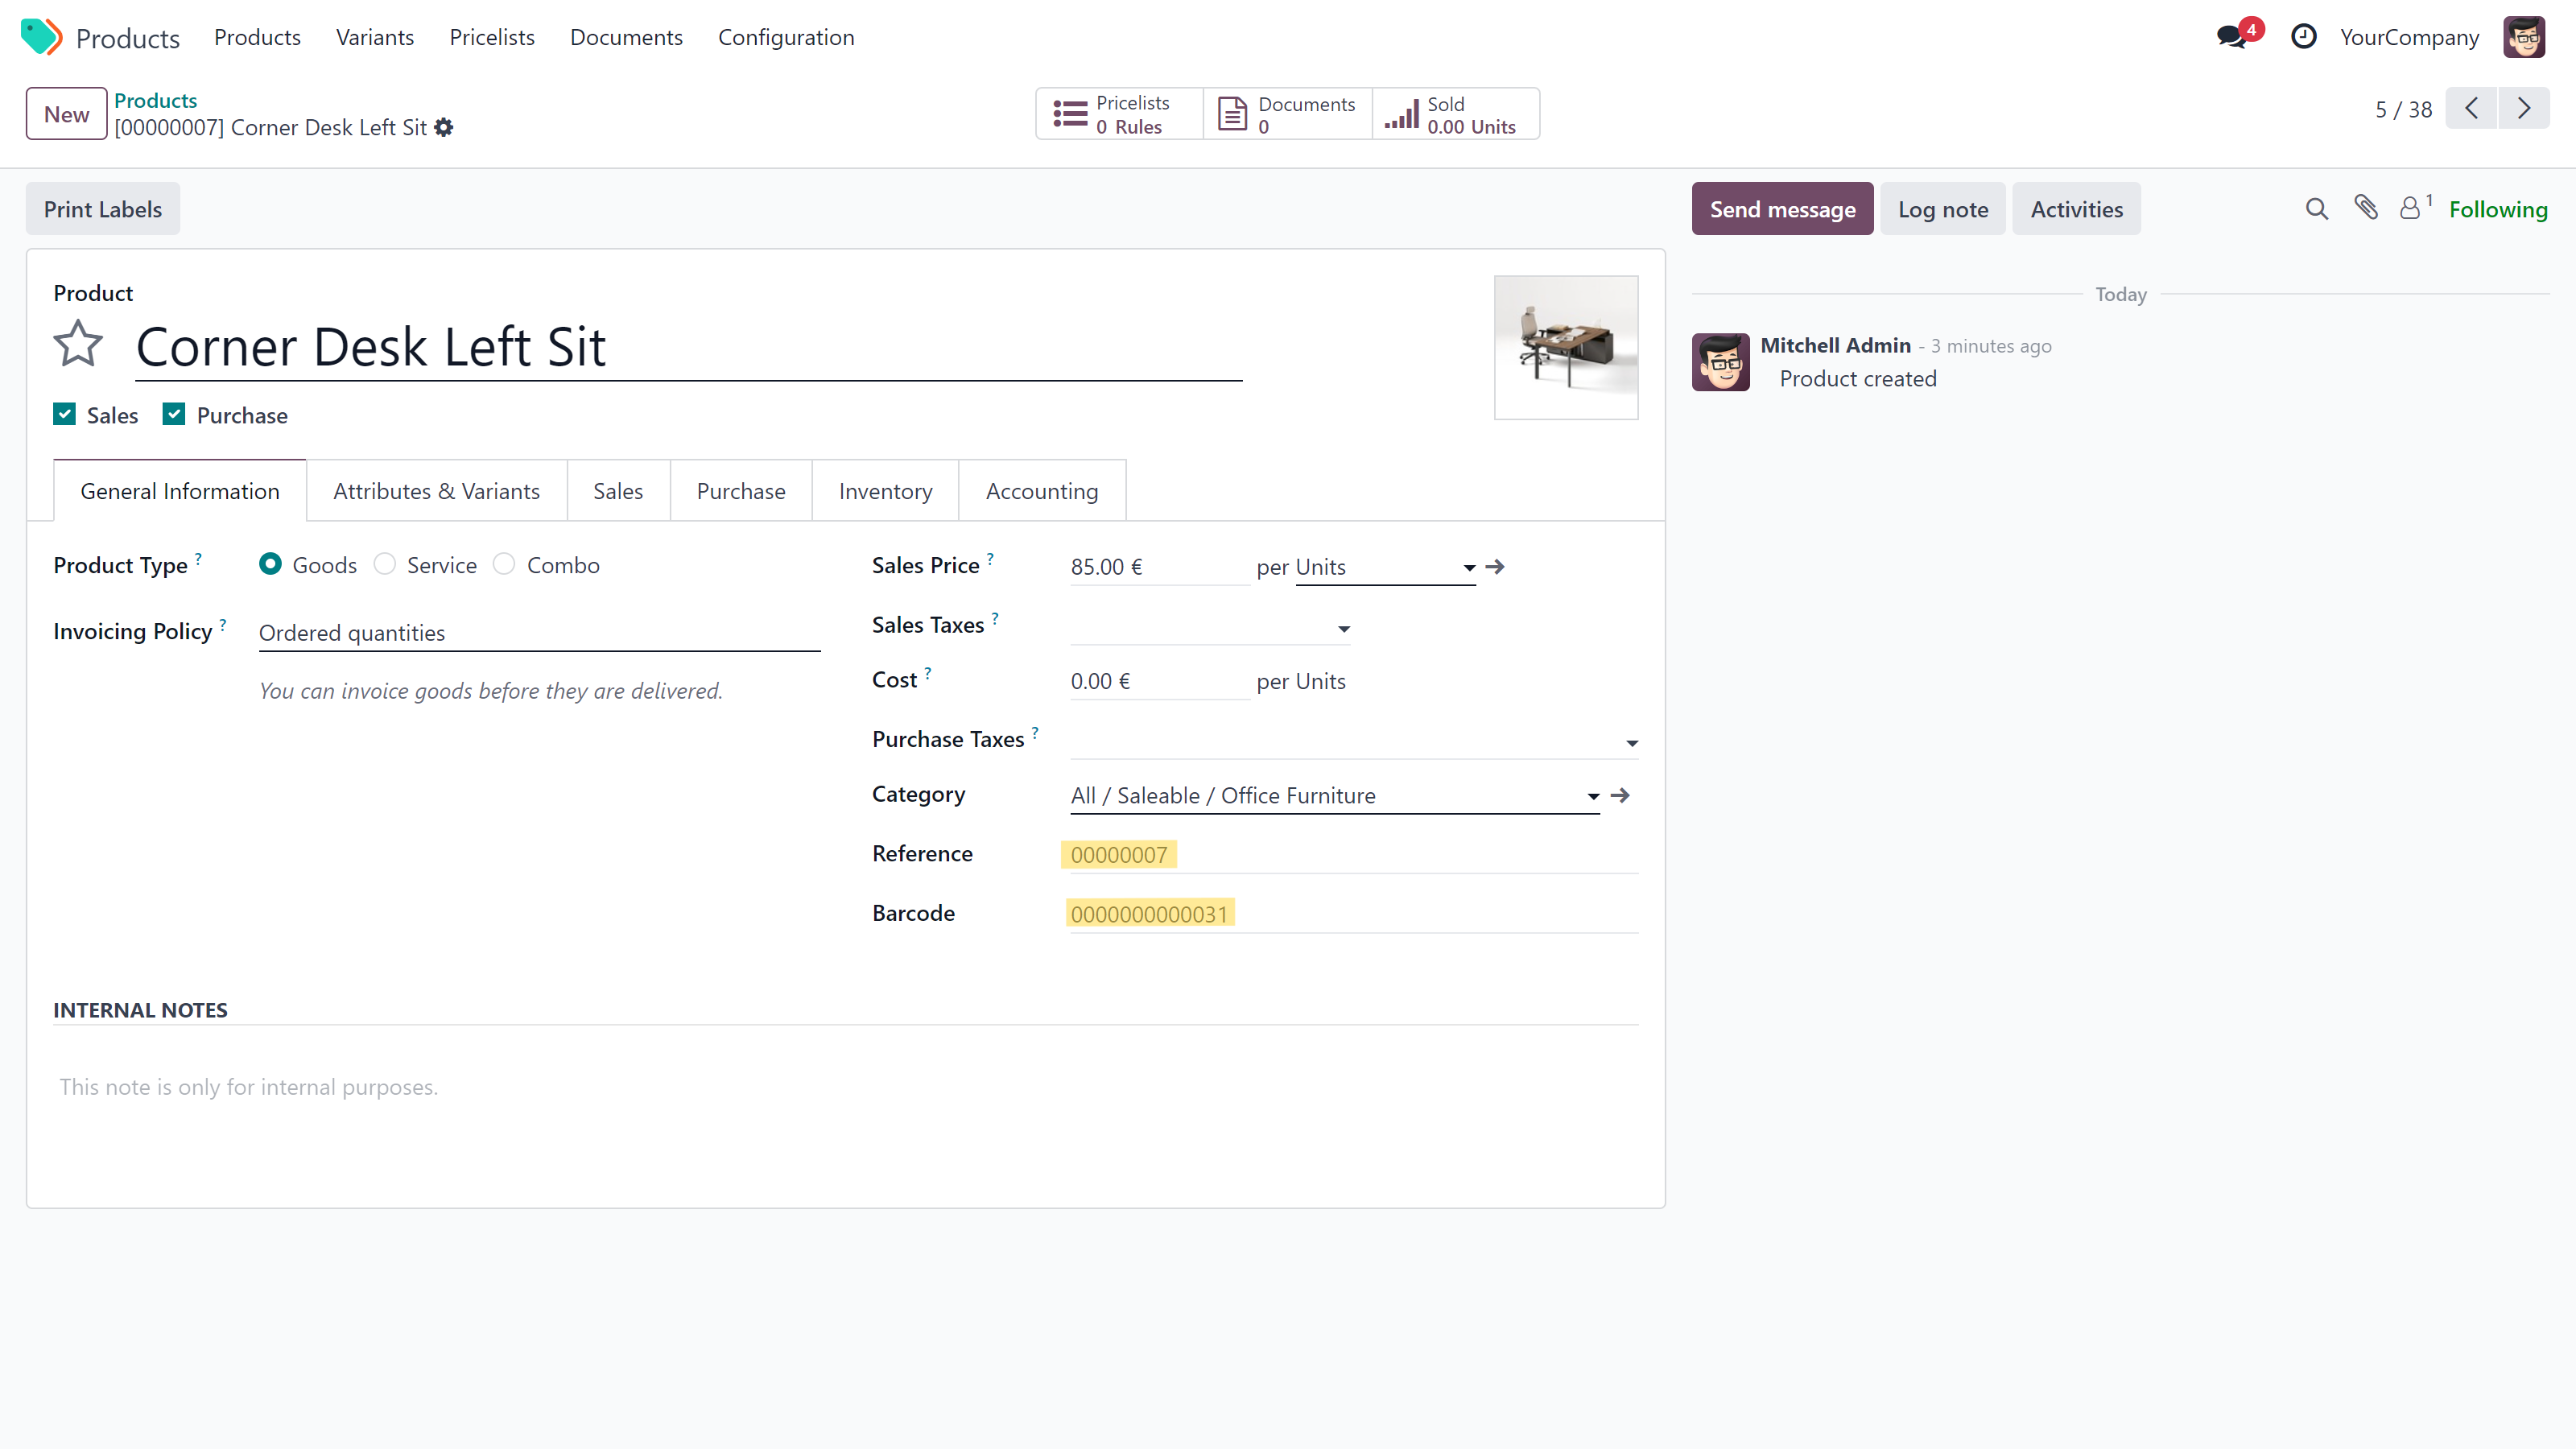 Products Products Variants Pricelists Documents Configuration 4 YourCompany
New
Products
[00000007] Corner Desk Left Sit
Pricelists
0 Rules
Documents
0
Sold
0.00 Units
5 / 38
Print Labels
Send message Log note Activities 1 Following
Product
Corner Desk Left Sit
Sales Purchase
General Information Attributes & Variants Sales Purchase Inventory Accounting
Product Type ? Goods Service Combo
Invoicing Policy ? Ordered quantities
You can invoice goods before they are delivered.
Sales Price ? 85.00 € per Units
Sales Taxes ?
Cost ? 0.00 € per Units
Purchase Taxes ?
Category All / Saleable / Office Furniture
Reference 00000007
Barcode 0000000000031
INTERNAL NOTES
This note is only for internal purposes.
Today
Mitchell Admin - 3 minutes ago
Product created